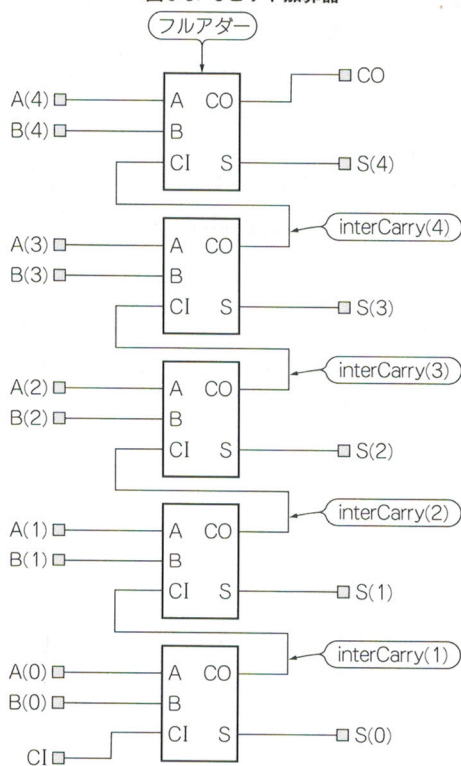 フルアダー
A(4) A CO CO
B(4) B
CI S S(4)
interCarry(4)
A(3) A CO
B(3) B
CI S S(3)
interCarry(3)
A(2) A CO
B(2) B
CI S S(2)
interCarry(2)
A(1) A CO
B(1) B
CI S S(1)
interCarry(1)
A(0) A CO
B(0) B
CI S S(0)
CI